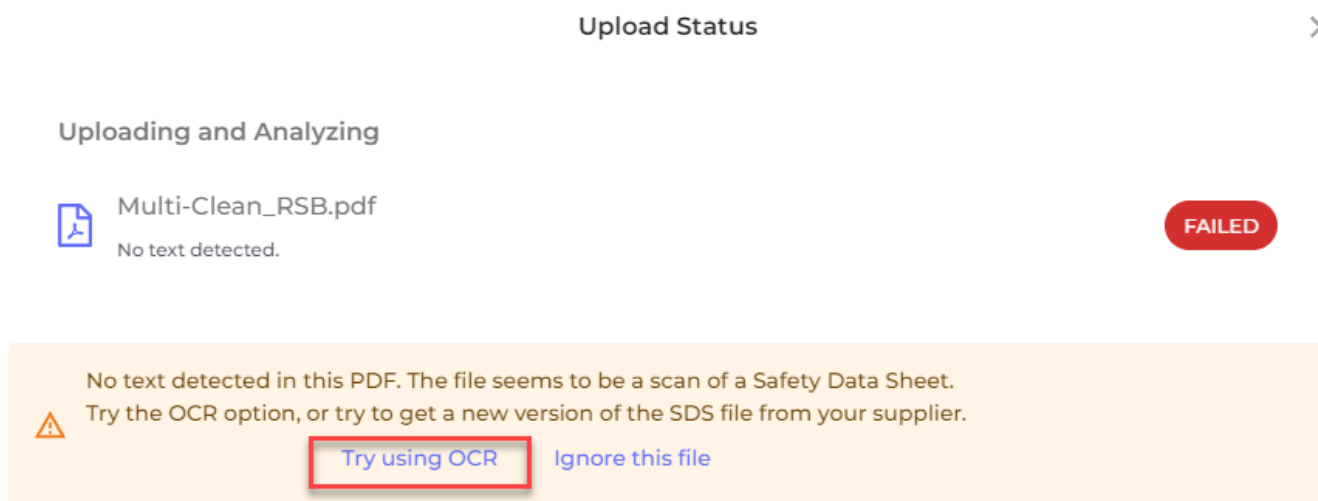 Upload Status
Uploading and Analyzing
Multi-Clean_RSB.pdf
No text detected.
FAILED
No text detected in this PDF. The file seems to be a scan of a Safety Data Sheet.
Try the OCR option, or try to get a new version of the SDS file from your supplier.
Try using OCR Ignore this file